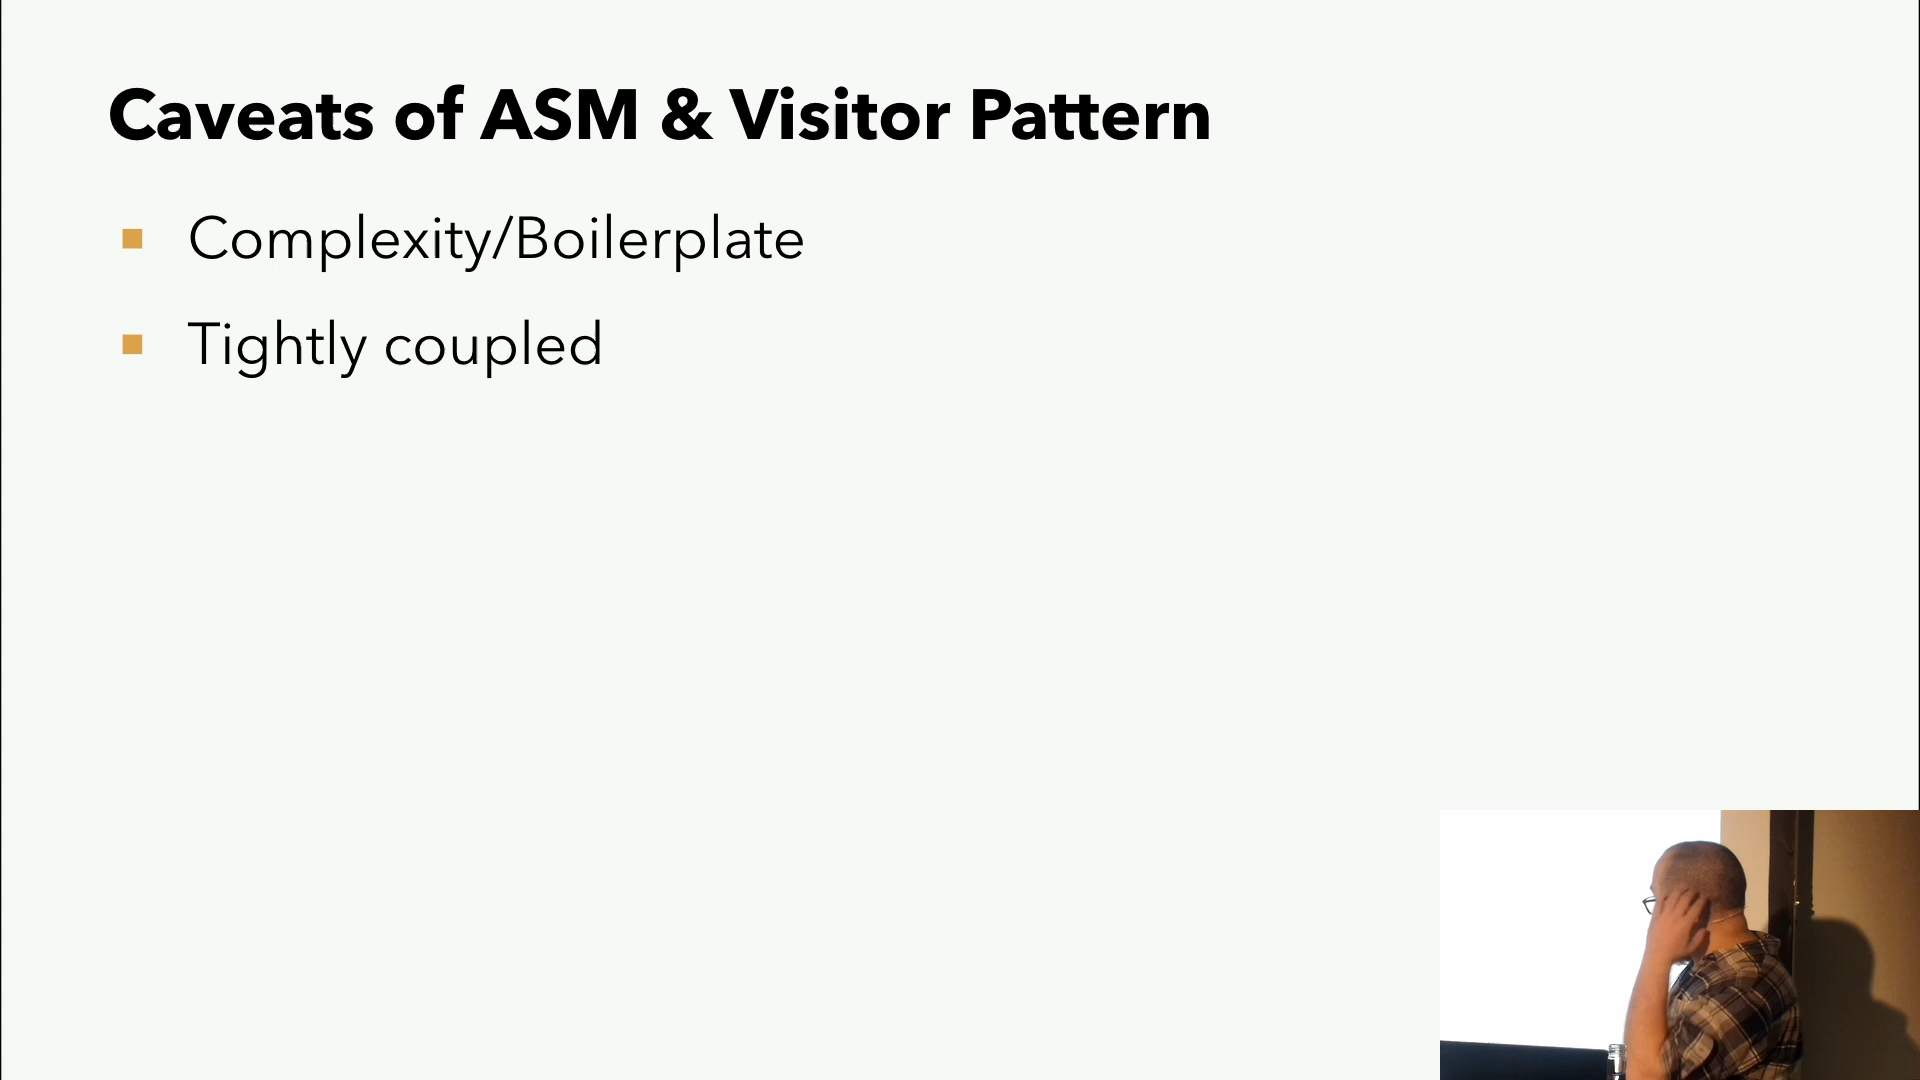 Caveats of ASM & Visitor Pattern
Complexity/Boilerplate
Tightly coupled